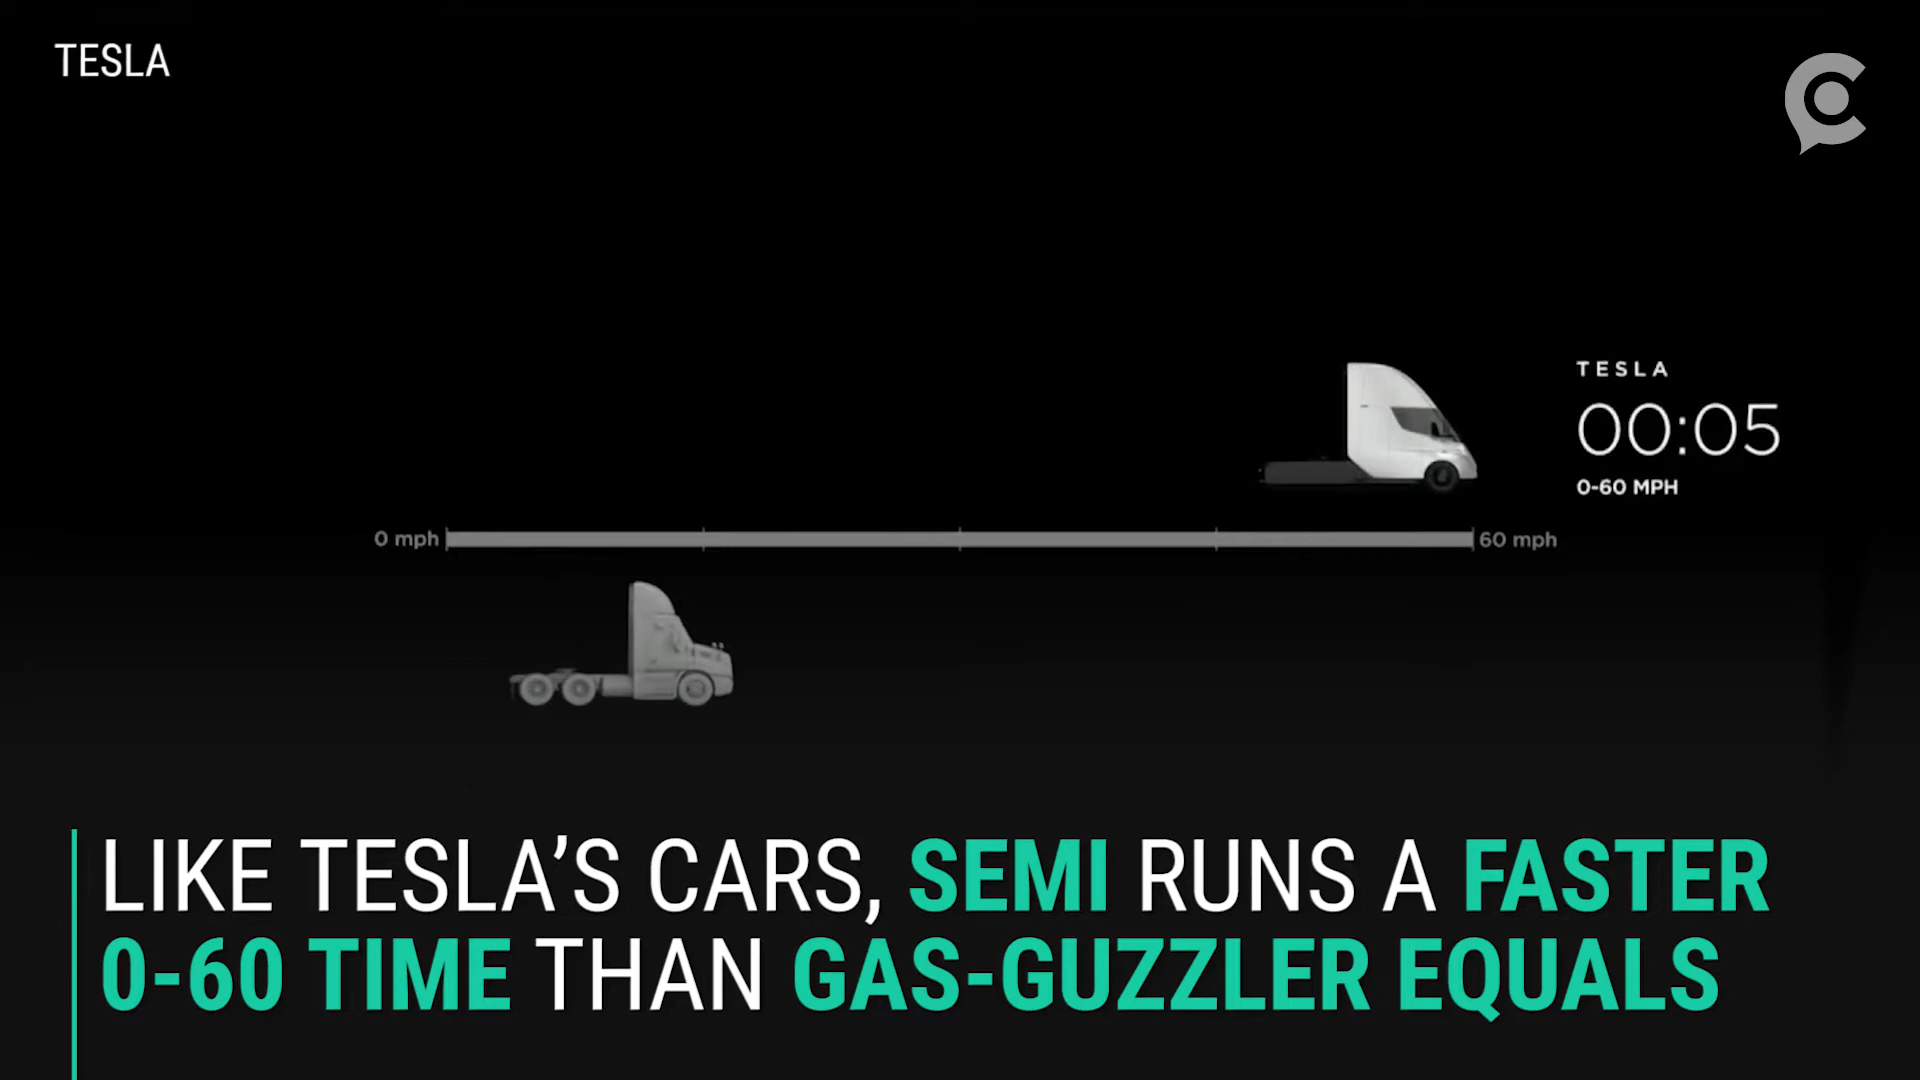 TESLA
TESLA
00:05
0-60 MPH
0 mph
60 mph
LIKE TESLA’S CARS, SEMI RUNS A FASTER
0-60 TIME THAN GAS-GUZZLER EQUALS